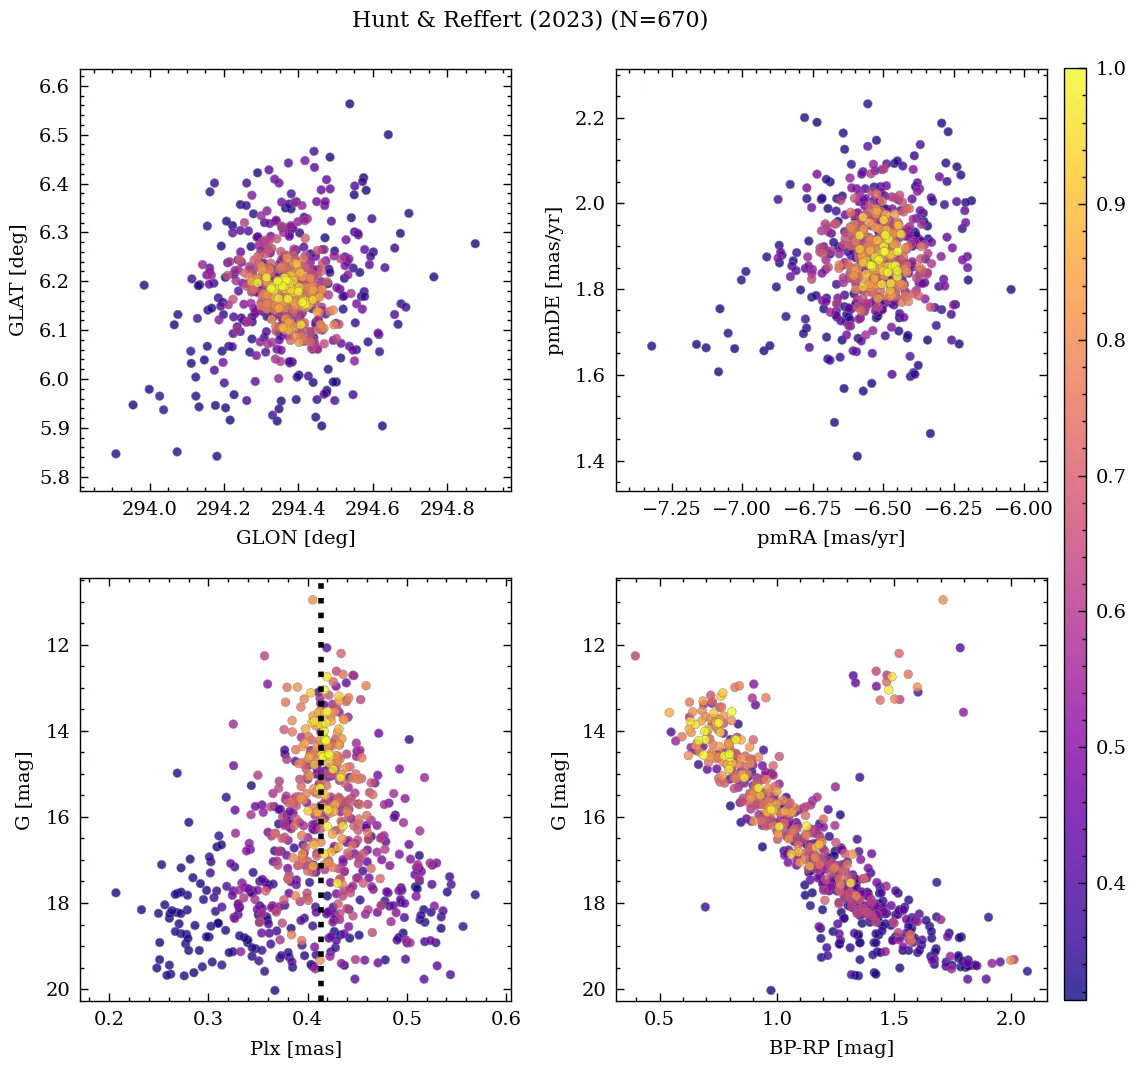 Hunt & Reffert (2023) (N=670)
6.6
6.5
6.4
6.3
6.2
6.1
6.0
5.9
5.8
GLAT [deg]
294.0 294.2 294.4 294.6 294.8
GLON [deg]
2.2
2.0
1.8
1.6
1.4
pmDE [mas/yr]
−7.25 −7.00 −6.75 −6.50 −6.25 −6.00
pmRA [mas/yr]
12
14
16
18
20
G [mag]
0.2 0.3 0.4 0.5 0.6
Plx [mas]
12
14
16
18
20
G [mag]
0.5 1.0 1.5 2.0
BP-RP [mag]
1.0
0.9
0.8
0.7
0.6
0.5
0.4